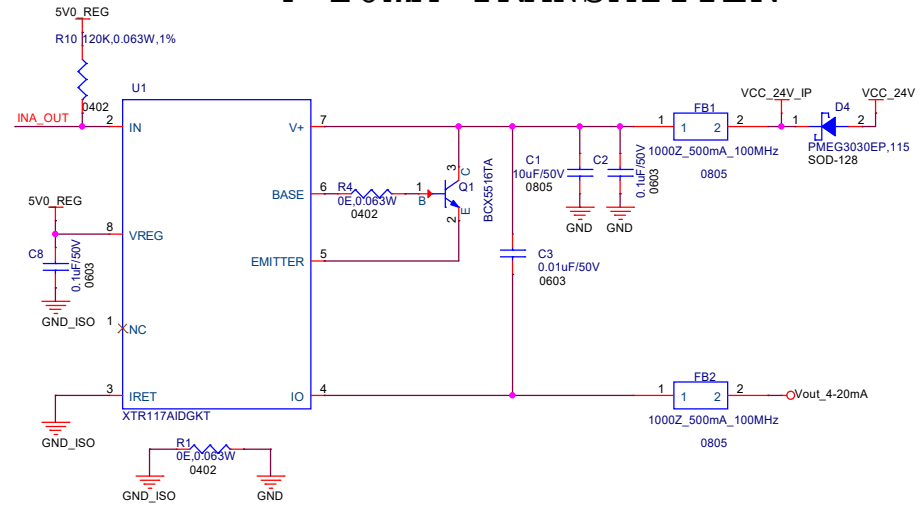 5V0_REG
R10 120K,0.063W,1%
0402
INA_OUT
2
IN
U1
V+
7
BASE
6
R4
0E,0.063W
0402
1
B
3
C
Q1
E
2
BCX5516TA
C1
10uF/50V
0805
GND
C2
0.1uF/50V
0603
GND
1
FB1
1 2
2
1000Z_500mA_100MHz
0805
VCC_24V_IP
VCC_24V
1
D4
2
PMEG3030EP,115
SOD-128
5V0_REG
8
VREG
C8
0.1uF/50V
0603
GND_ISO
EMITTER
5
C3
0.01uF/50V
0603
1
NC
3
IRET
IO
4
XTR117AIDGKT
GND_ISO
1
FB2
1 2
2
Vout_4-20mA
1000Z_500mA_100MHz
0805
R1
0E,0.063W
0402
GND_ISO
GND